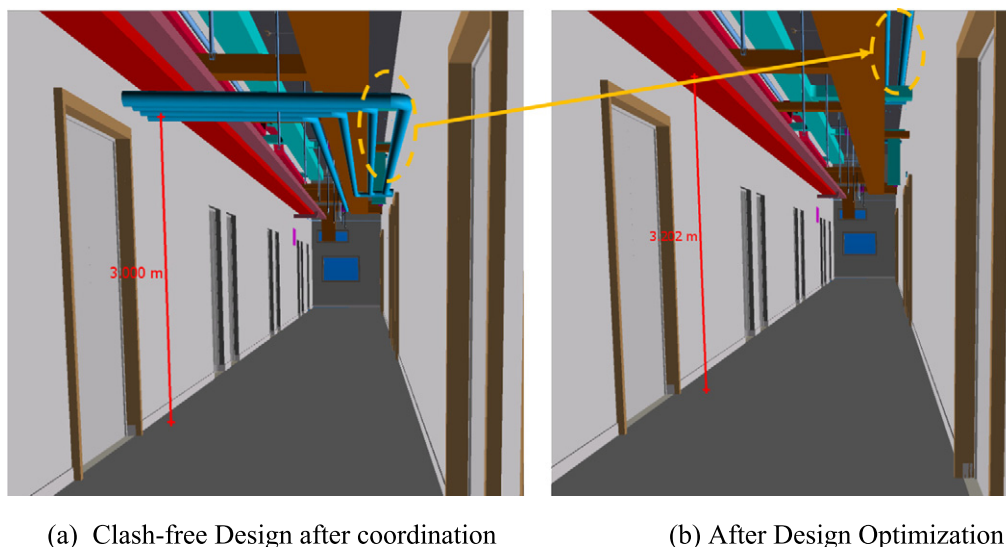 3.000 m
3.202 m
(a) Clash-free Design after coordination
(b) After Design Optimization